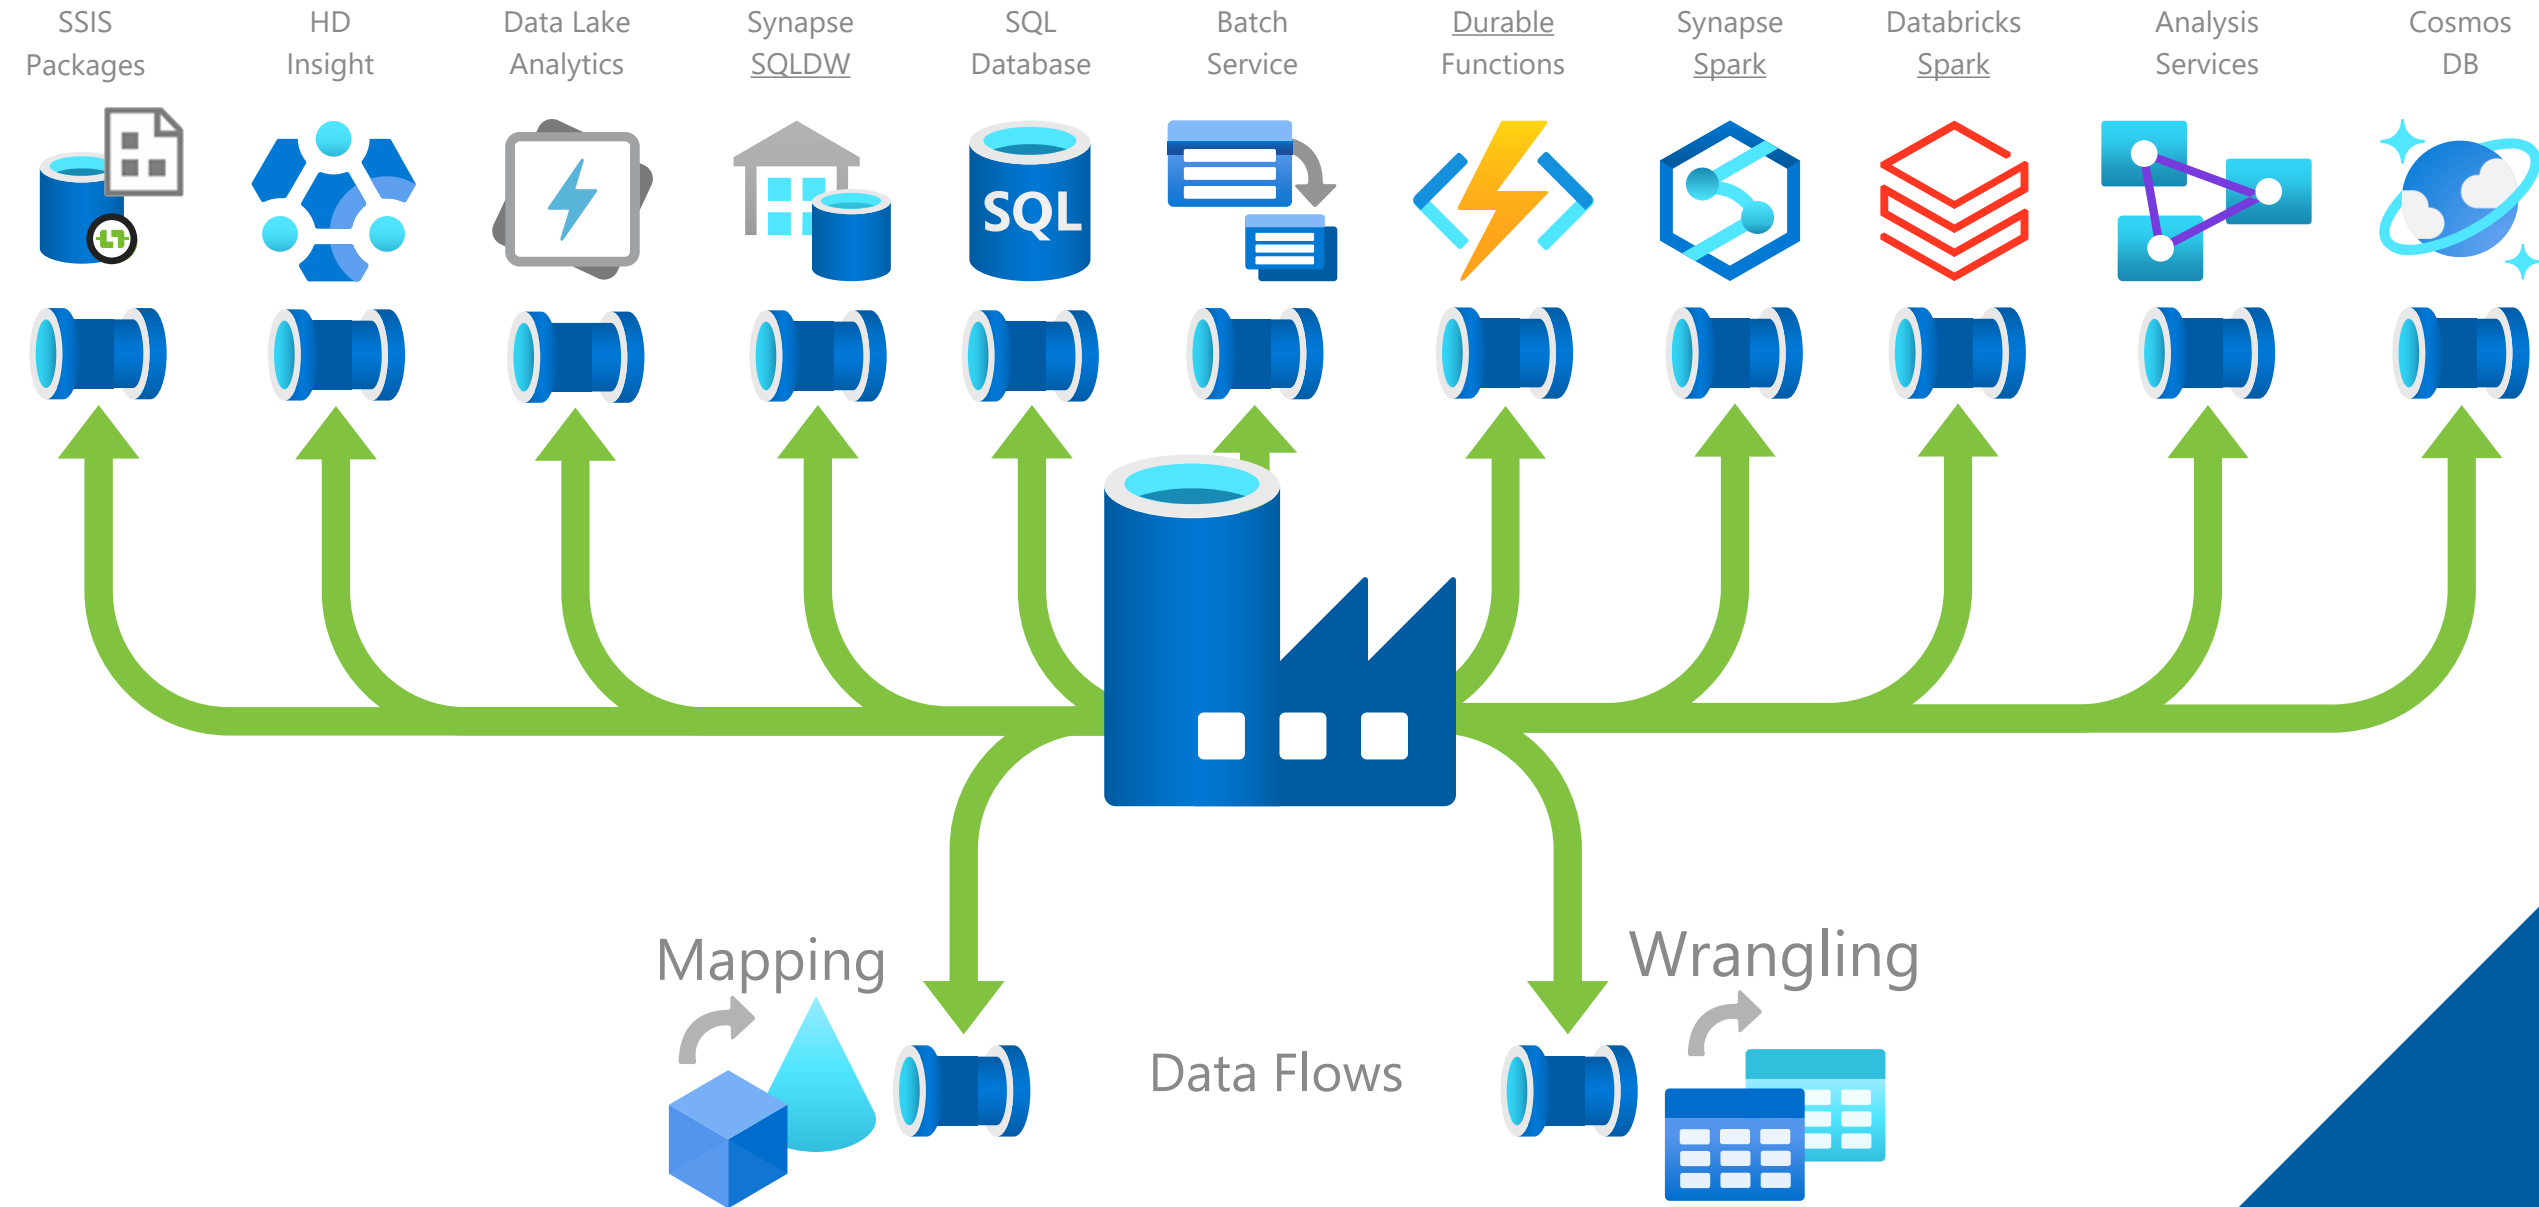 SSIS
Packages
HD
Insight
Data Lake
Analytics
Synapse
SQLDW
SQL
Database
Batch
Service
Durable
Functions
Synapse
Spark
Databricks
Spark
Analysis
Services
Cosmos
DB
SQL
Mapping
Wrangling
Data Flows